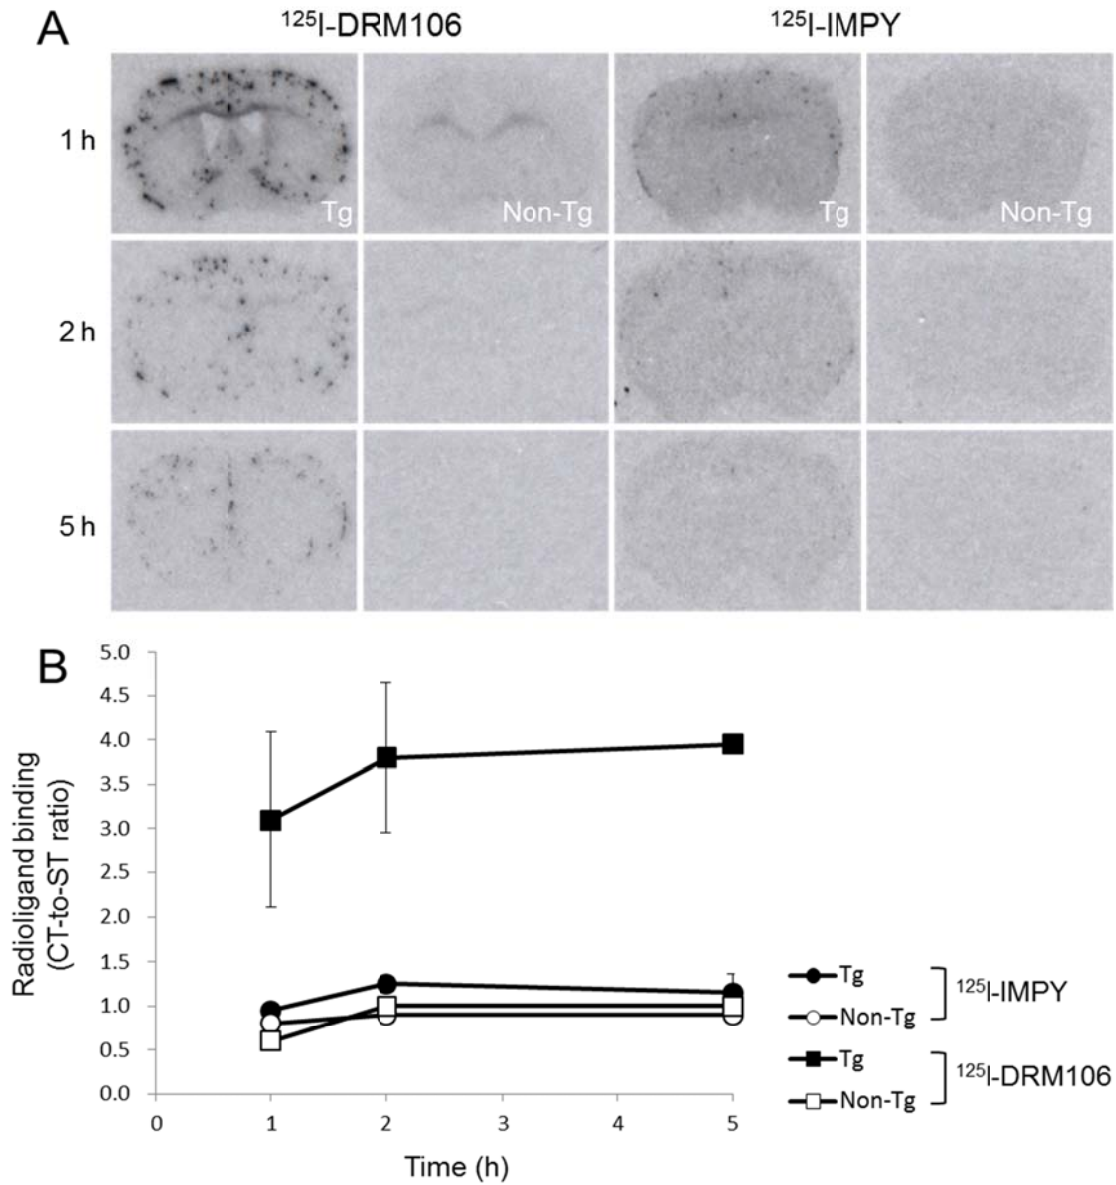 A
¹²⁵I-DRM106 ¹²⁵I-IMPY
1 h
Tg Non-Tg Tg Non-Tg
2 h
5 h
B
Radioligand binding
(CT-to-ST ratio)
5.0
4.5
4.0
3.5
3.0
2.5
2.0
1.5
1.0
0.5
0.0
0 1 2 3 4 5
Time (h)
Tg
Non-Tg
¹²⁵I-IMPY
Tg
Non-Tg
¹²⁵I-DRM106